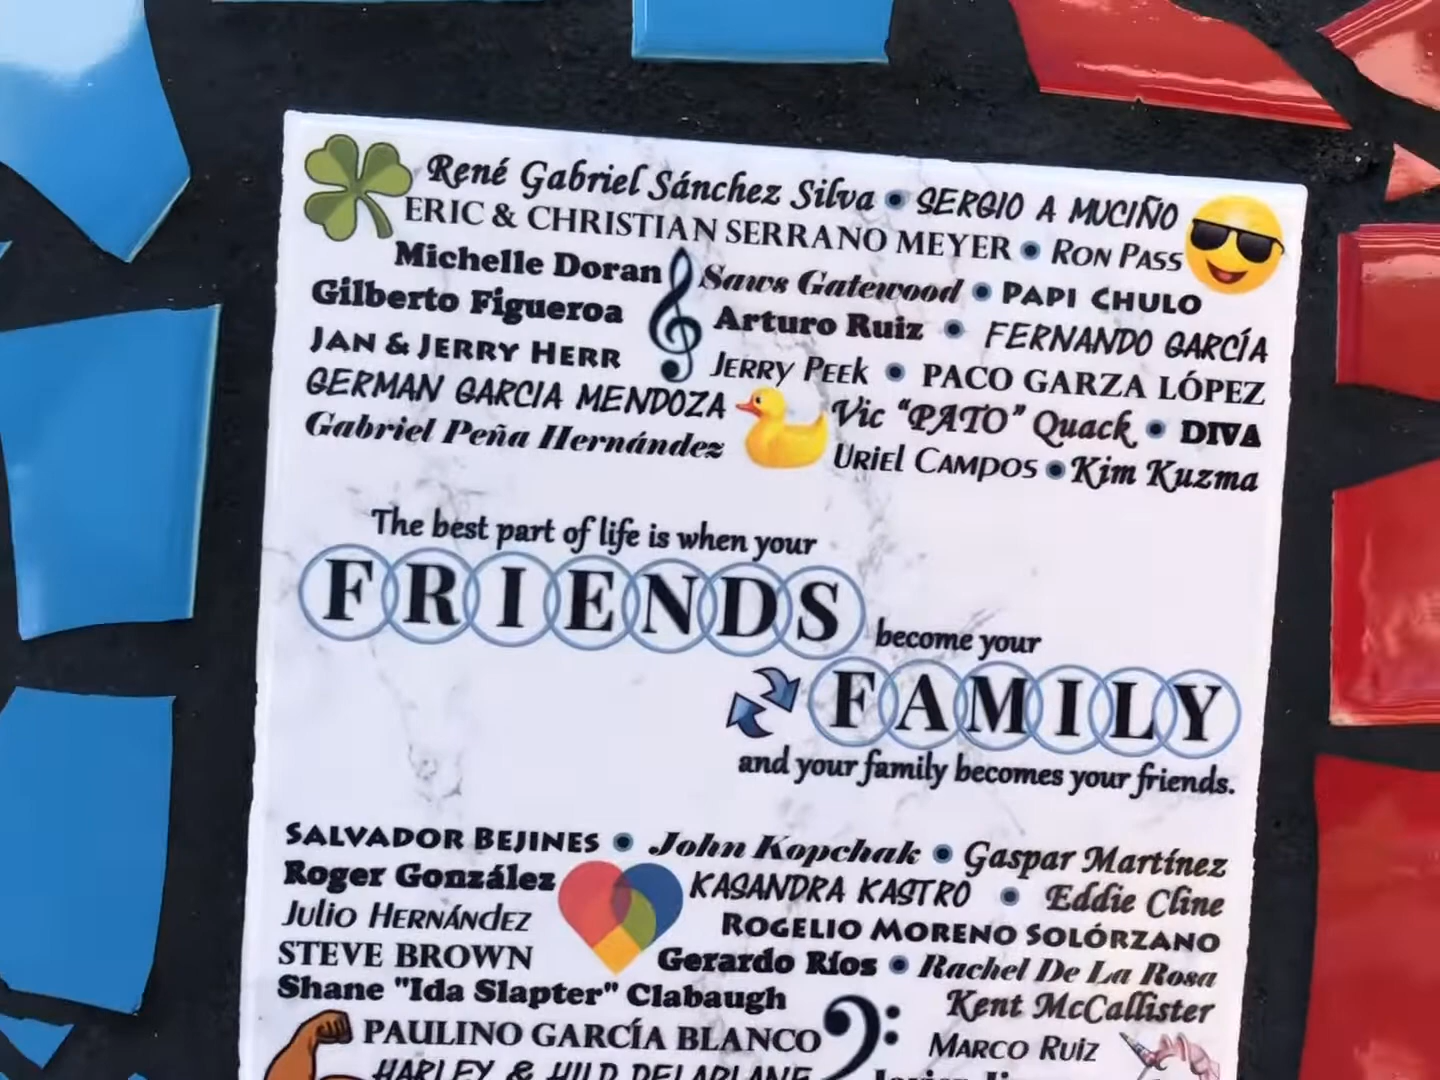 René Gabriel Sánchez Silva • SERGIO A MUCIÑO
ERIC & CHRISTIAN SERRANO MEYER • RON PASS
Michelle Doran Saws Gatewood • PAPI CHULO
Gilberto Figueroa Arturo Ruiz • FERNANDO GARCÍA
JAN & JERRY HERR JERRY PEEK • PACO GARZA LÓPEZ
GERMAN GARCIA MENDOZA Vic “PATO” Quack • DIVA
Gabriel Peña Hernández URIEL CAMPOS • Kim Kuzma
The best part of life is when your
FRIENDS
become your
FAMILY
and your family becomes your friends.
SALVADOR BEJINES • John Kopchak • Gaspar Martínez
Roger González KASANDRA KASTRO • Eddie Cline
JULIO HERNÁNDEZ ROGELIO MORENO SOLÓRZANO
STEVE BROWN Gerardo Ríos • Rachel De La Rosa
Shane "Ida Slapter" Clabaugh Kent McCallister
PAULINO GARCÍA BLANCO MARCO RUIZ
HARLEY &